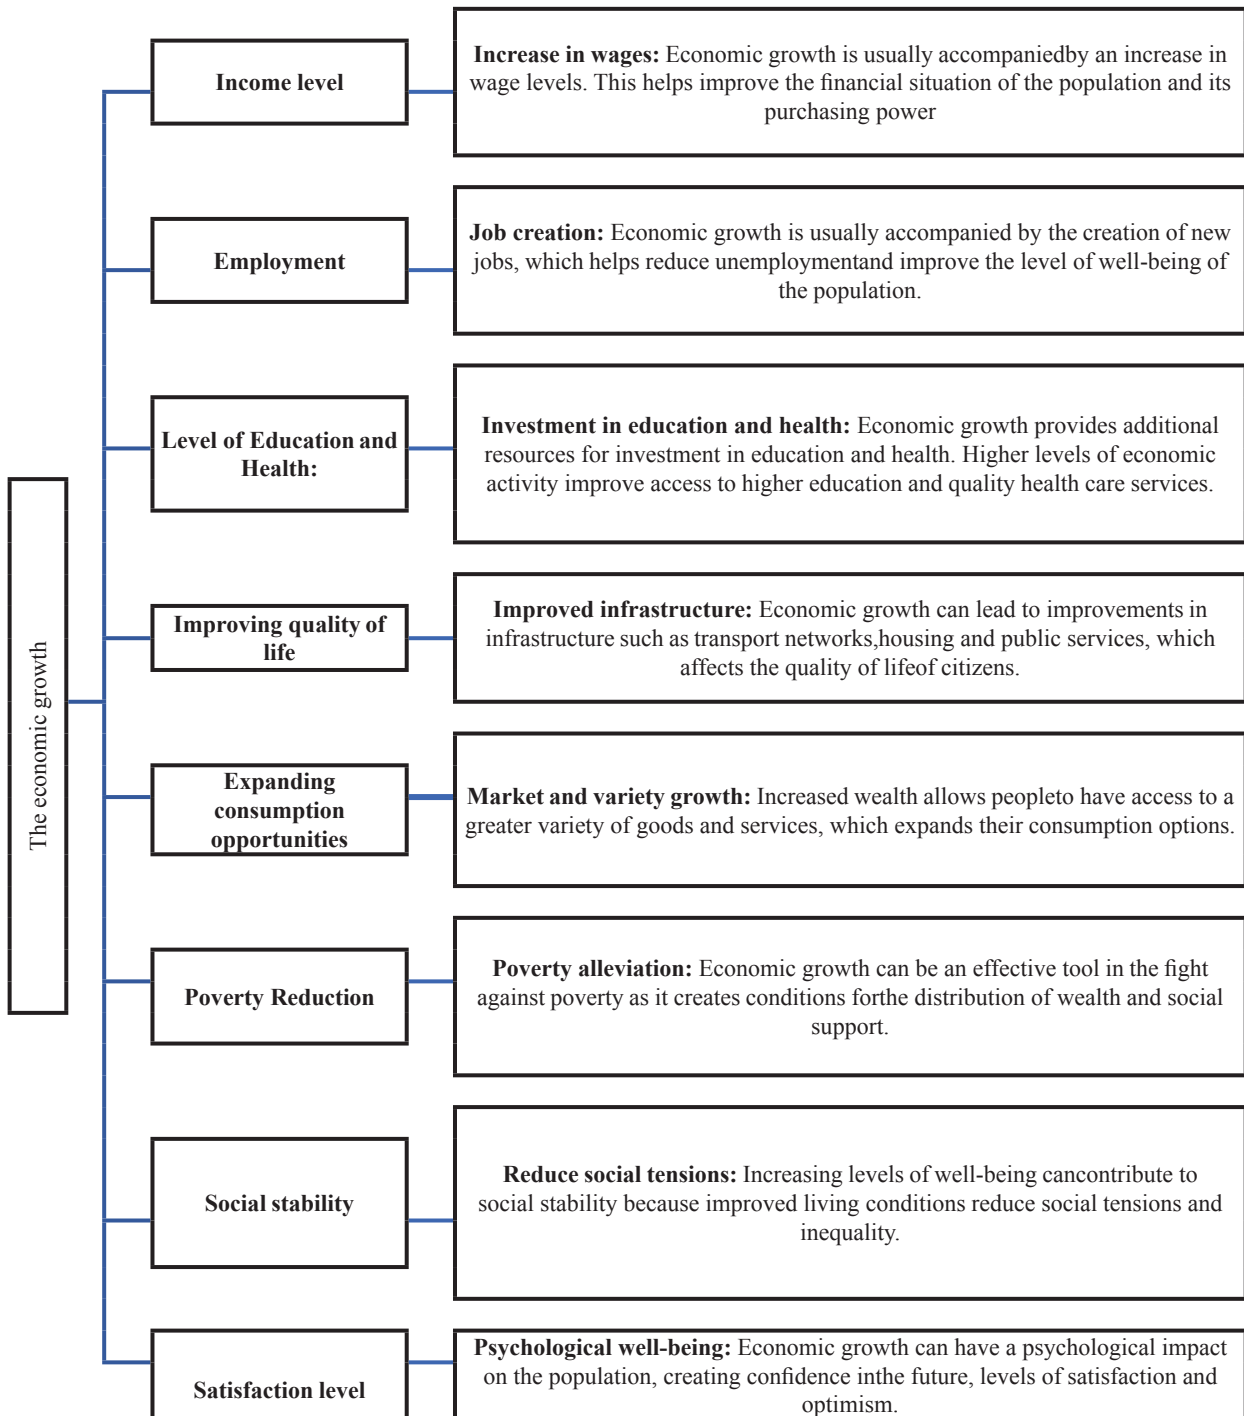 The economic growth
Income level
Increase in wages: Economic growth is usually accompaniedby an increase in
wage levels. This helps improve the financial situation of the population and its
purchasing power
Employment
Job creation: Economic growth is usually accompanied by the creation of new
jobs, which helps reduce unemploymentand improve the level of well-being of
the population.
Level of Education and
Health:
Investment in education and health: Economic growth provides additional
resources for investment in education and health. Higher levels of economic
activity improve access to higher education and quality health care services.
Improving quality of
life
Improved infrastructure: Economic growth can lead to improvements in
infrastructure such as transport networks,housing and public services, which
affects the quality of lifeof citizens.
Expanding
consumption
opportunities
Market and variety growth: Increased wealth allows peopleto have access to a
greater variety of goods and services, which expands their consumption options.
Poverty Reduction
Poverty alleviation: Economic growth can be an effective tool in the fight
against poverty as it creates conditions forthe distribution of wealth and social
support.
Social stability
Reduce social tensions: Increasing levels of well-being cancontribute to
social stability because improved living conditions reduce social tensions and
inequality.
Satisfaction level
Psychological well-being: Economic growth can have a psychological impact
on the population, creating confidence inthe future, levels of satisfaction and
optimism.